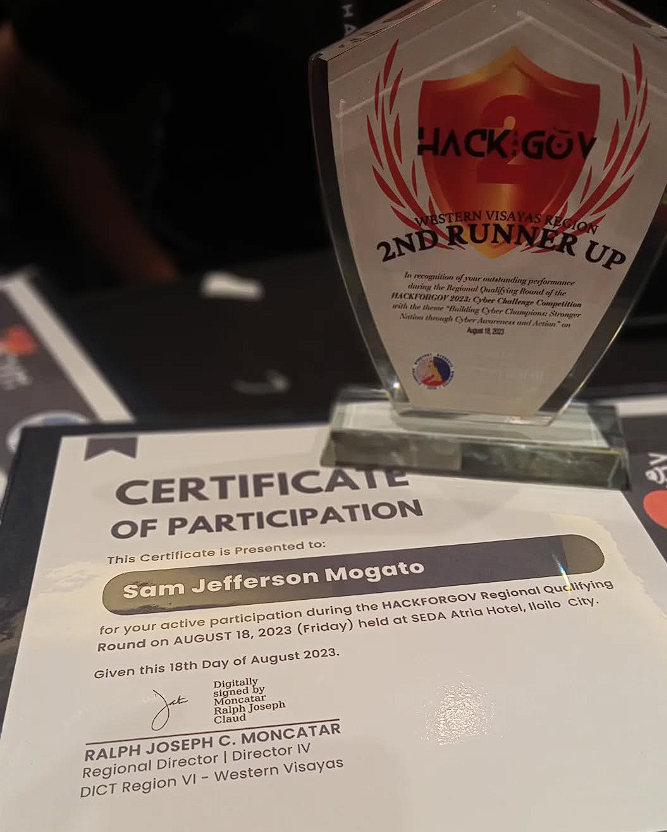 2
HACK4GOV
WESTERN VISAYAS REGION
2ND RUNNER UP
In recognition of your outstanding performance
during the Regional Qualifying Round of the
HACKFORGOV 2022: Cyber Challenge Competition
with the theme "Building Cyber Champions: Stronger
Nation through Cyber Awareness and Action" on
August 18, 2023
CERTIFICATE
OF PARTICIPATION
This Certificate is Presented to:
Sam Jefferson Mogato
for your active participation during the HACKFORGOV Regional Qualifying
Round on AUGUST 18, 2023 (Friday) held at SEDA Atria Hotel, Iloilo City.
Given this 18th Day of August 2023.
Digitally
signed by
Moncatar
Ralph Joseph
Claud
RALPH JOSEPH C. MONCATAR
Regional Director | Director IV
DICT Region VI - Western Visayas